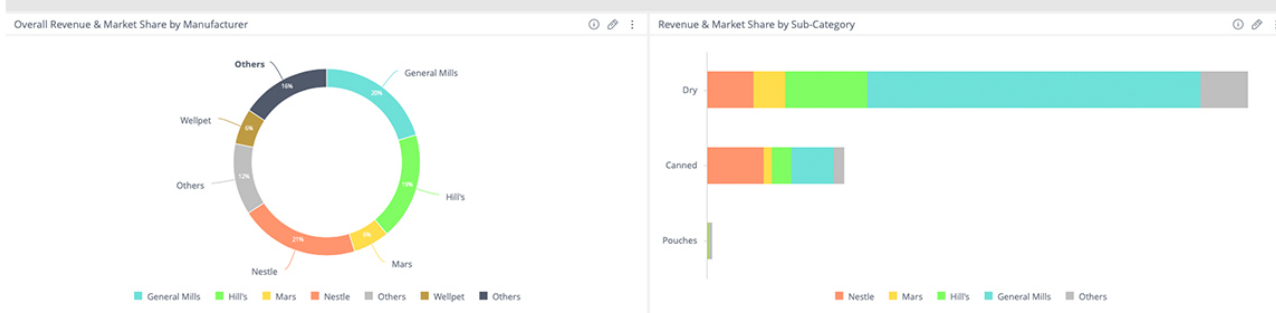 Overall Revenue & Market Share by Manufacturer
Others
General Mills
16%
20%
Wellpet
6%
Others
12%
19%
Hill's
21%
6%
Nestle
Mars
General Mills Hill's Mars Nestle Others Wellpet Others
Revenue & Market Share by Sub-Category
Dry
Canned
Pouches
Nestle Mars Hill's General Mills Others